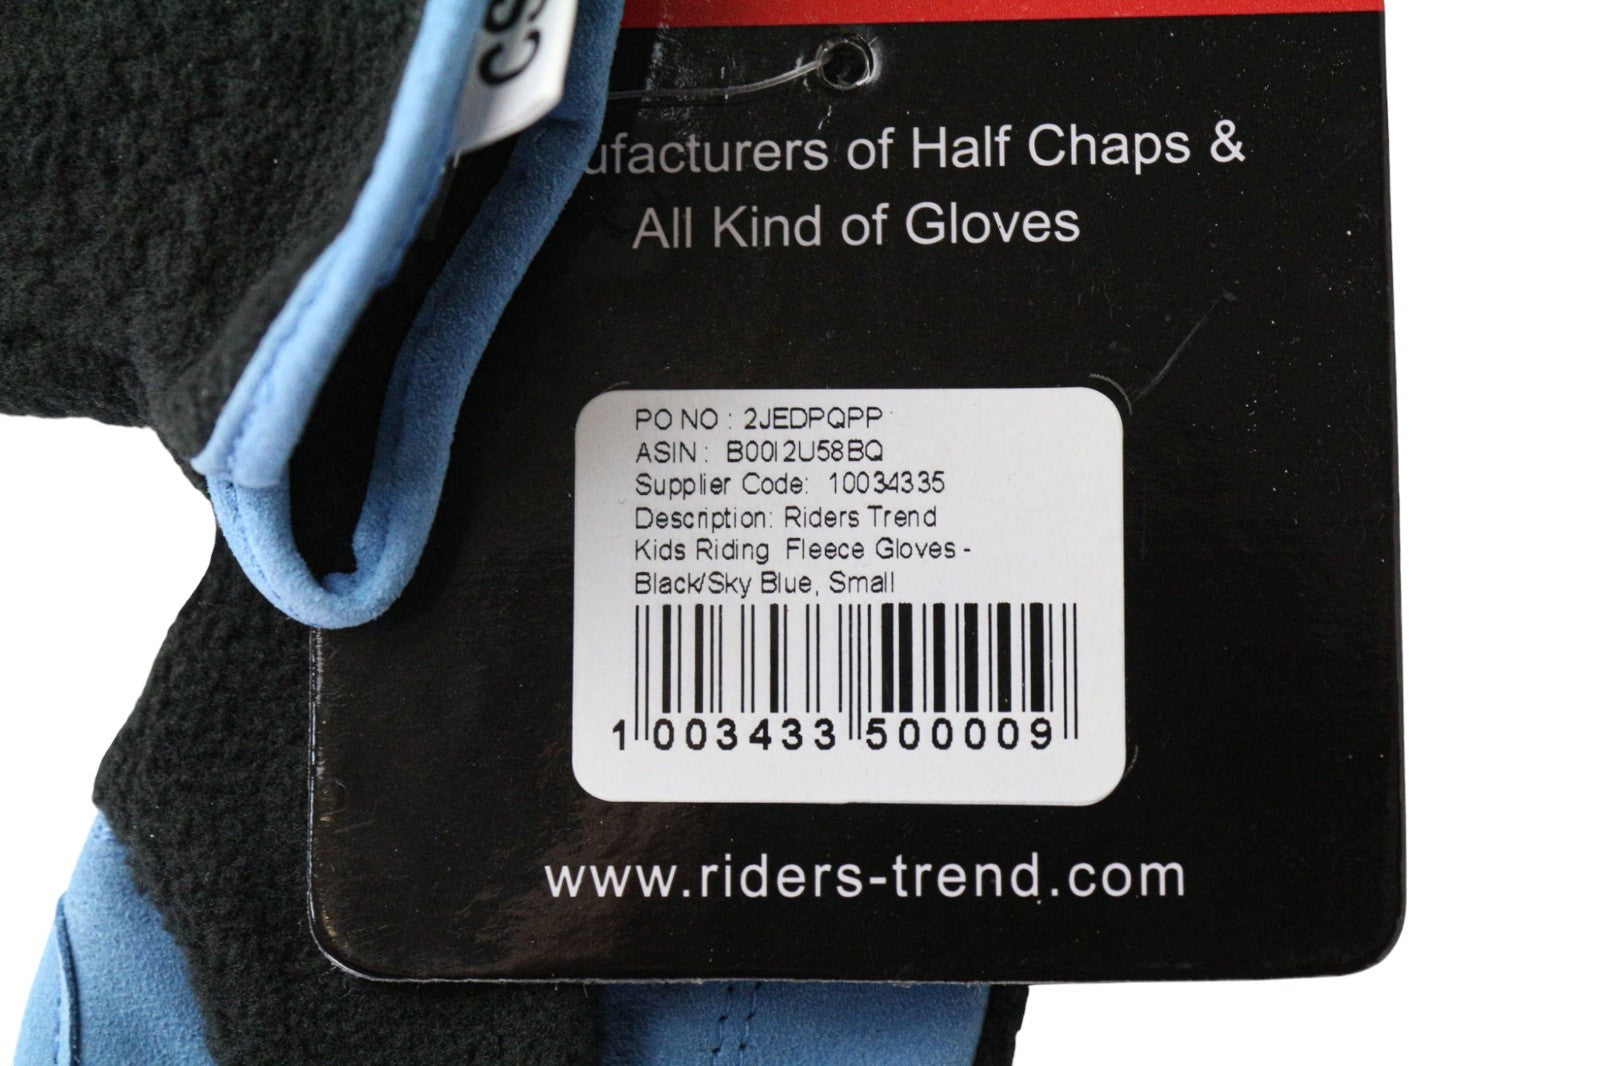 of Half Chaps &
All Kind of Gloves
PO NO : 2JEDPQPP
ASIN : B00I2U58BQ
Supplier Code: 10034335
Description: Riders Trend
Kids Riding Fleece Gloves -
Black/Sky Blue, Small
1 003433 500009
www.riders-trend.com